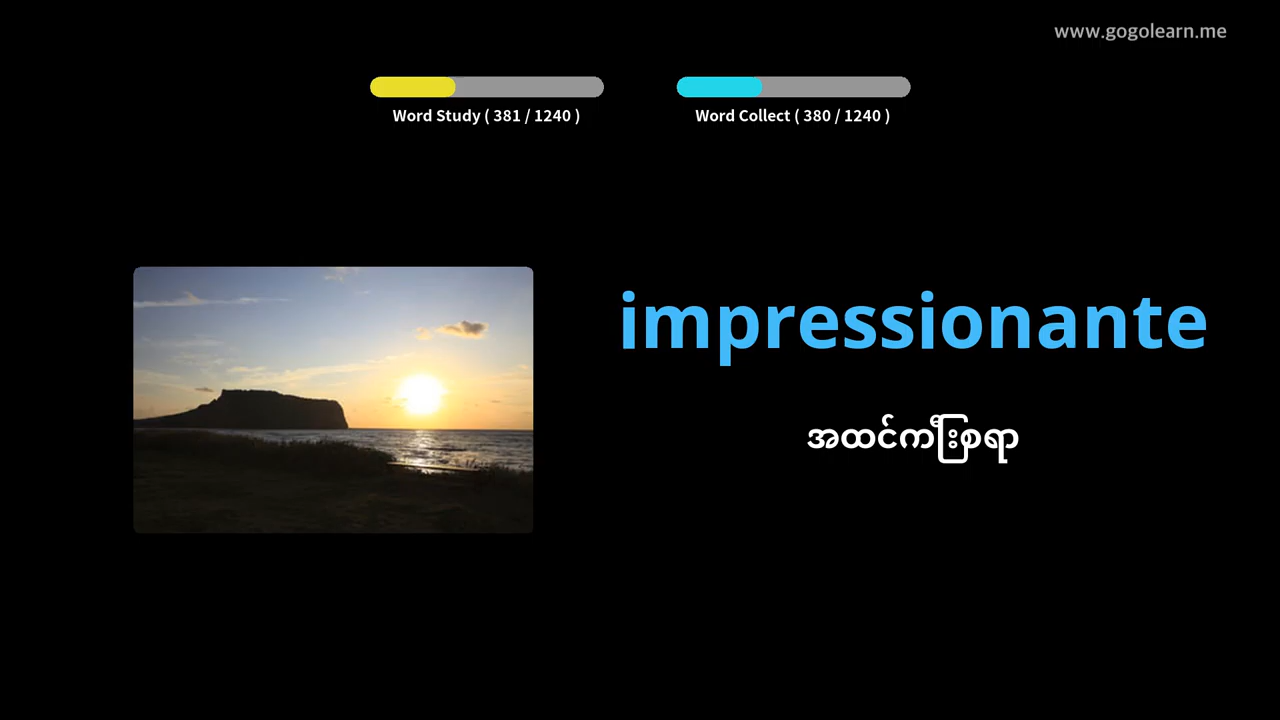 www.gogolearn.me
Word Study ( 381 / 1240 )
Word Collect ( 380 / 1240 )
impressionante
အထင်ကြီးစရာ